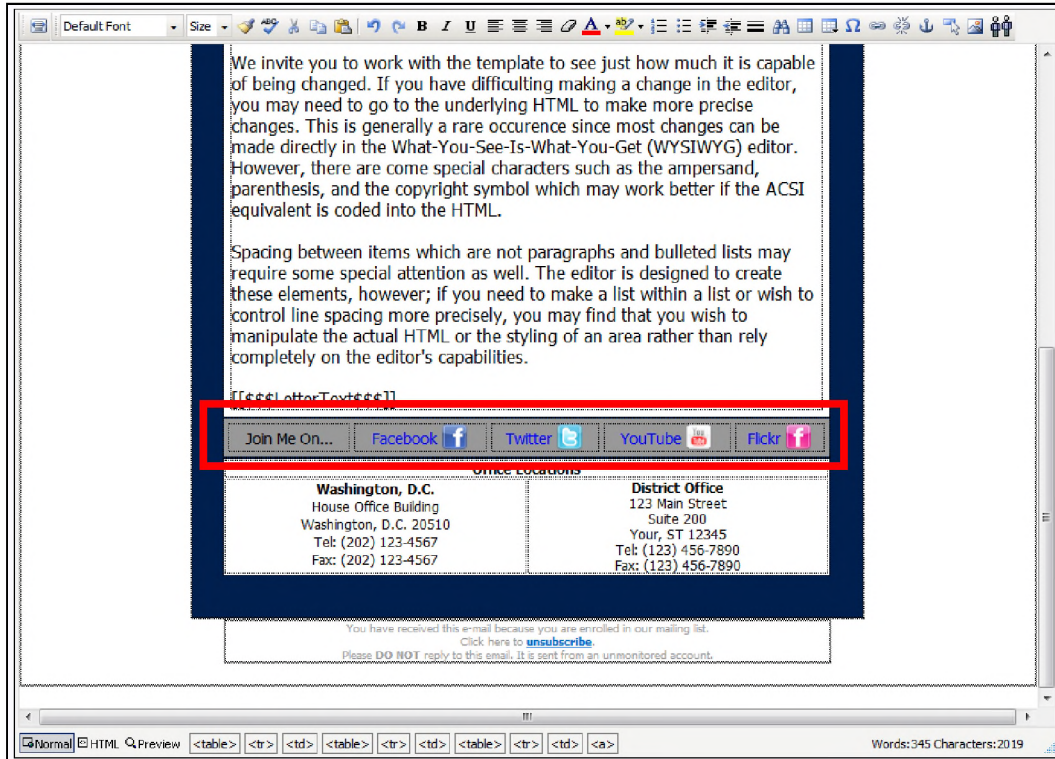 Default Font Size B I U A ab Ω
We invite you to work with the template to see just how much it is capable
of being changed. If you have difficulting making a change in the editor,
you may need to go to the underlying HTML to make more precise
changes. This is generally a rare occurence since most changes can be
made directly in the What-You-See-Is-What-You-Get (WYSIWYG) editor.
However, there are come special characters such as the ampersand,
parenthesis, and the copyright symbol which may work better if the ACSI
equivalent is coded into the HTML.
Spacing between items which are not paragraphs and bulleted lists may
require some special attention as well. The editor is designed to create
these elements, however; if you need to make a list within a list or wish to
control line spacing more precisely, you may find that you wish to
manipulate the actual HTML or the styling of an area rather than rely
completely on the editor's capabilities.
[[$$$LetterText$$$]]
Join Me On... Facebook f Twitter YouTube You Tube Flickr f
Office Locations
Washington, D.C.
House Office Building
Washington, D.C. 20510
Tel: (202) 123-4567
Fax: (202) 123-4567
District Office
123 Main Street
Suite 200
Your, ST 12345
Tel: (123) 456-7890
Fax: (123) 456-7890
You have received this e-mail because you are enrolled in our mailing list.
Click here to unsubscribe.
Please DO NOT reply to this email. It is sent from an unmonitored account.
Normal HTML Preview <table> <tr> <td> <table> <tr> <td> <table> <tr> <td> <a> Words:345 Characters:2019